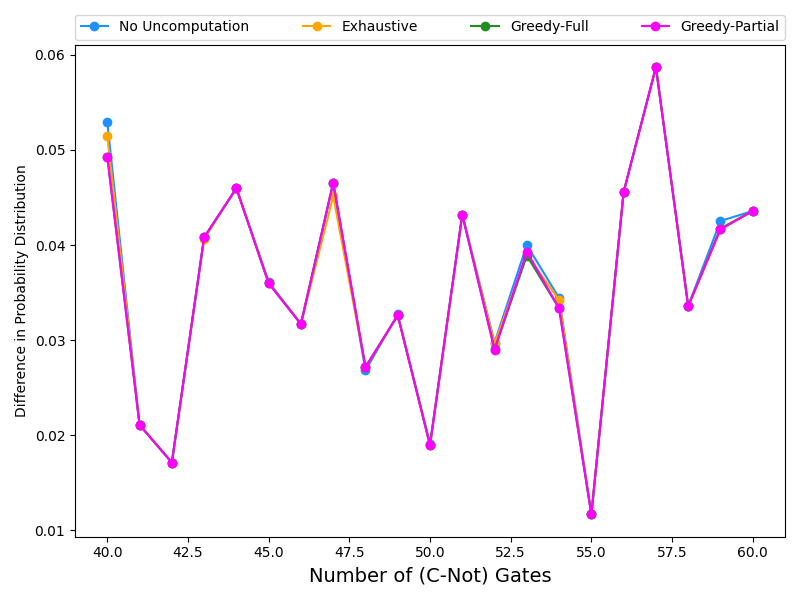 No Uncomputation Exhaustive Greedy-Full Greedy-Partial
0.06
0.05
0.04
0.03
0.02
0.01
Difference in Probability Distribution
40.0 42.5 45.0 47.5 50.0 52.5 55.0 57.5 60.0
Number of (C-Not) Gates